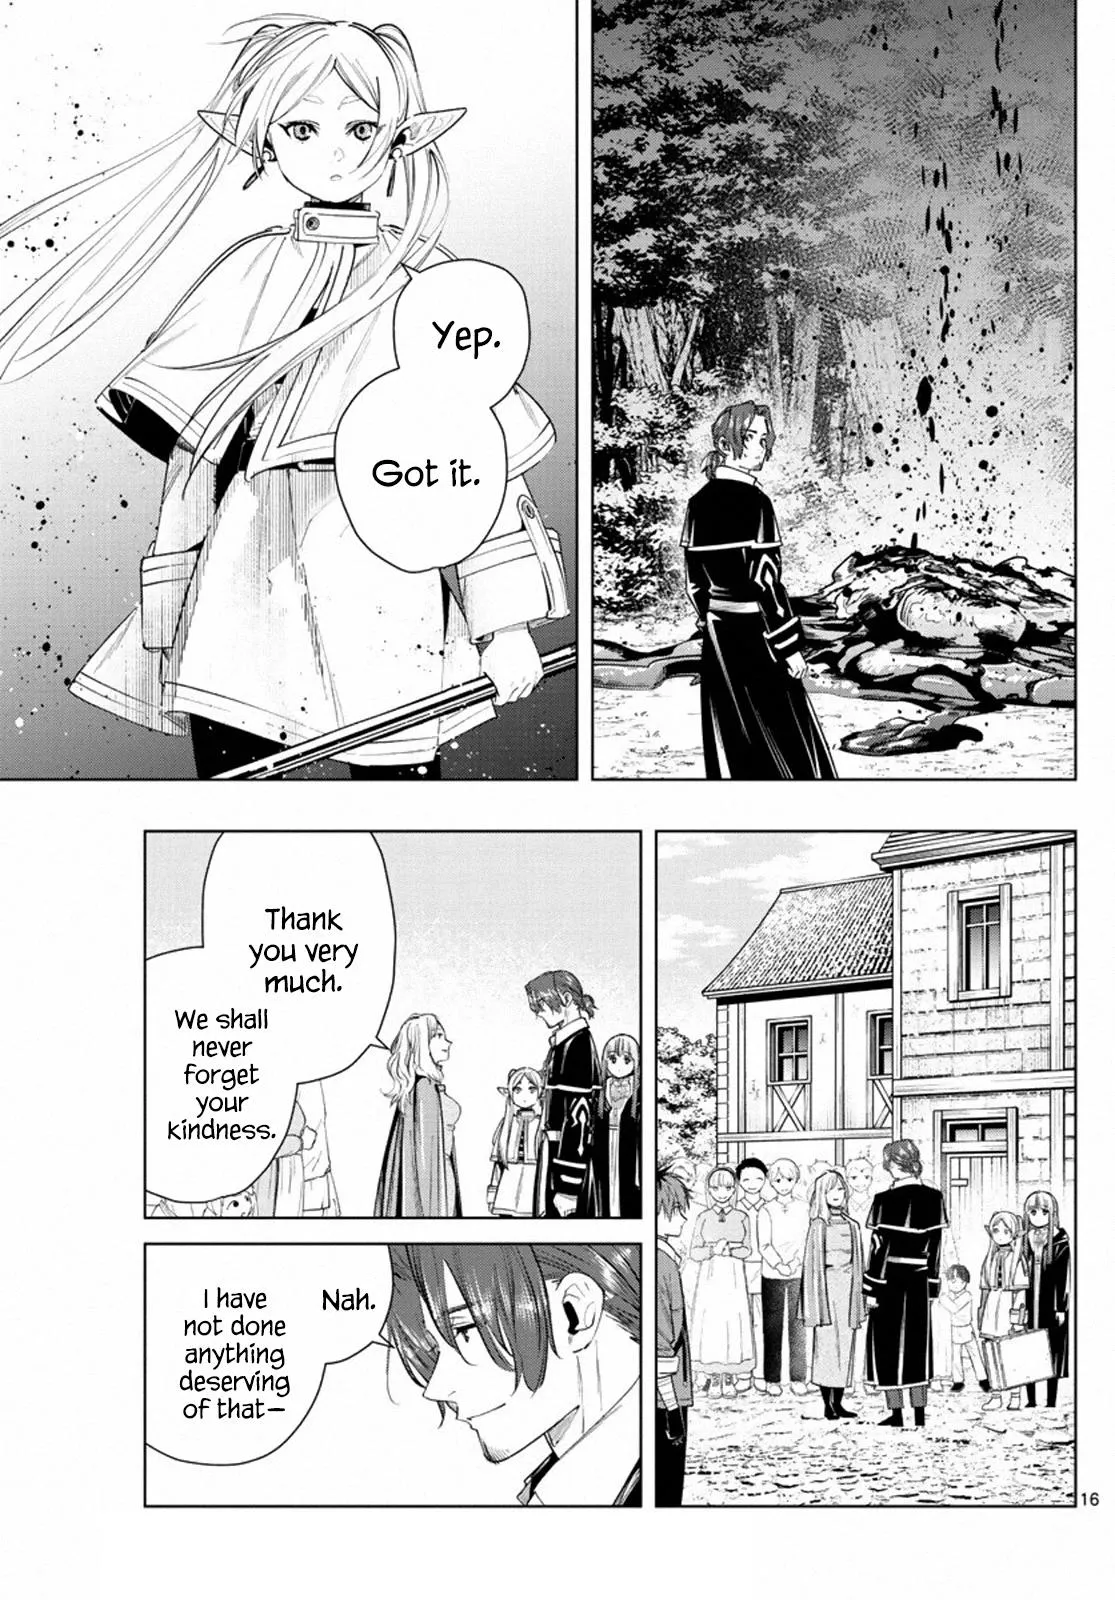 Yep.
Got it.
Thank
you very
much.
We shall
never
forget
your
kindness.
Nah.
I have
not done
anything
deserving
of that—
16